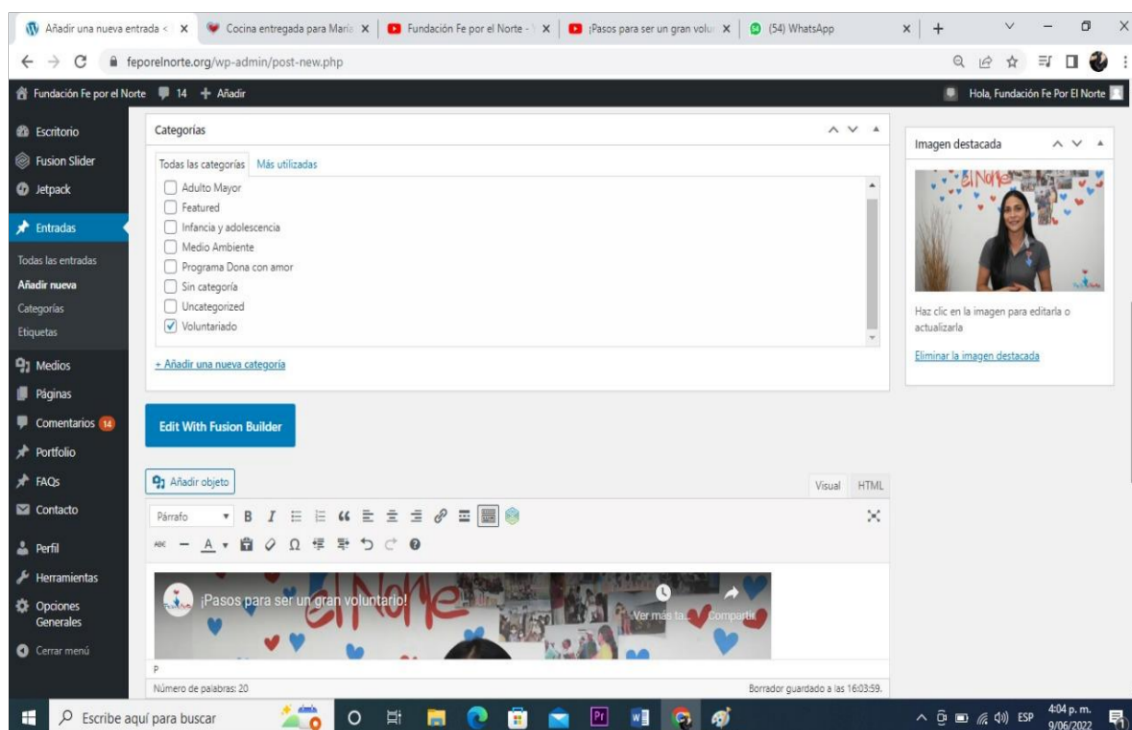 Añadir una nueva entrada <
Cocina entregada para Maria
Fundación Fe por el Norte -
¡Pasos para ser un gran volu
(54) WhatsApp
feporelnorte.org/wp-admin/post-new.php
Fundación Fe por el Norte 14 + Añadir
Hola, Fundación Fe Por El Norte
Escritorio
Fusion Slider
Jetpack
Entradas
Todas las entradas
Añadir nueva
Categorías
Etiquetas
Medios
Páginas
Comentarios 14
Portfolio
FAQs
Contacto
Perfil
Herramientas
Opciones
Generales
Cerrar menú
Categorías
Todas las categorías Más utilizadas
Adulto Mayor
Featured
Infancia y adolescencia
Medio Ambiente
Programa Dona con amor
Sin categoría
Uncategorized
Voluntariado
+ Añadir una nueva categoría
Edit With Fusion Builder
Añadir objeto
Visual HTML
Párrafo
B I
ABC
A
Ω
¡Pasos para ser un gran voluntario!
el Norte
Ver más ta...
Compartir
P
Número de palabras: 20
Borrador guardado a las 16:03:59.
Imagen destacada
el Norte
Haz clic en la imagen para editarla o
actualizarla
Eliminar la imagen destacada
Escribe aquí para buscar
Pr
W
ESP
4:04 p. m.
9/06/2022